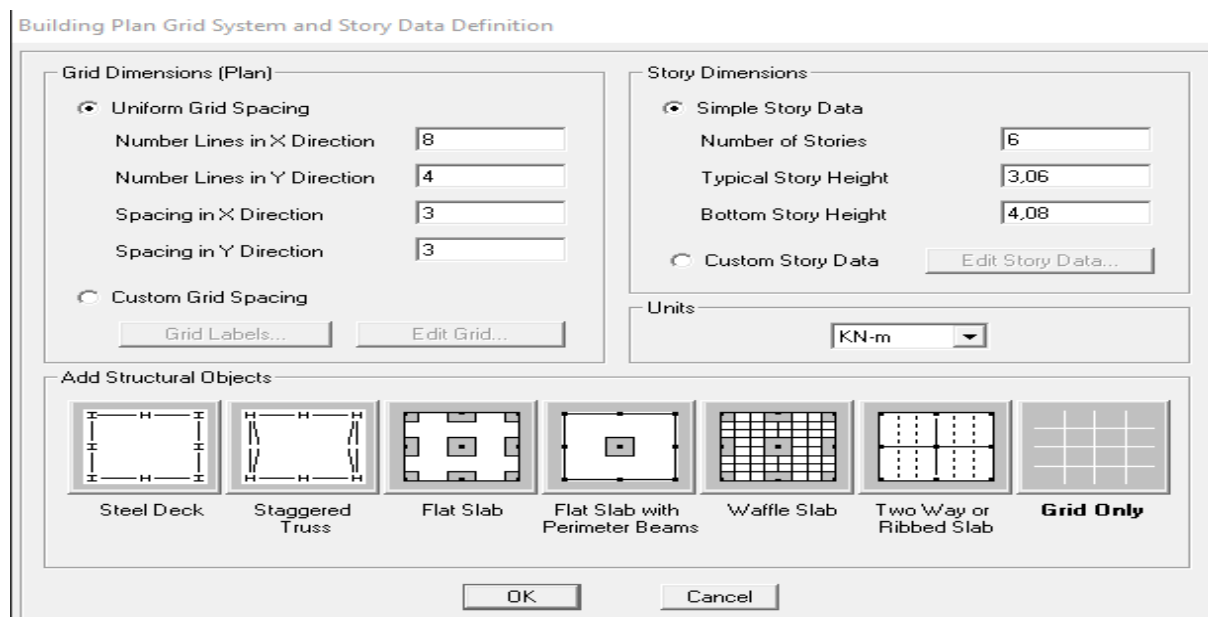 Building Plan Grid System and Story Data Definition
Grid Dimensions (Plan)
Uniform Grid Spacing
Number Lines in X Direction 8
Number Lines in Y Direction 4
Spacing in X Direction 3
Spacing in Y Direction 3
Custom Grid Spacing
Grid Labels...
Edit Grid...
Story Dimensions
Simple Story Data
Number of Stories 6
Typical Story Height 3,06
Bottom Story Height 4,08
Custom Story Data
Edit Story Data...
Units
KN-m
Add Structural Objects
Steel Deck
Staggered
Truss
Flat Slab
Flat Slab with
Perimeter Beams
Waffle Slab
Two Way or
Ribbed Slab
Grid Only
OK
Cancel